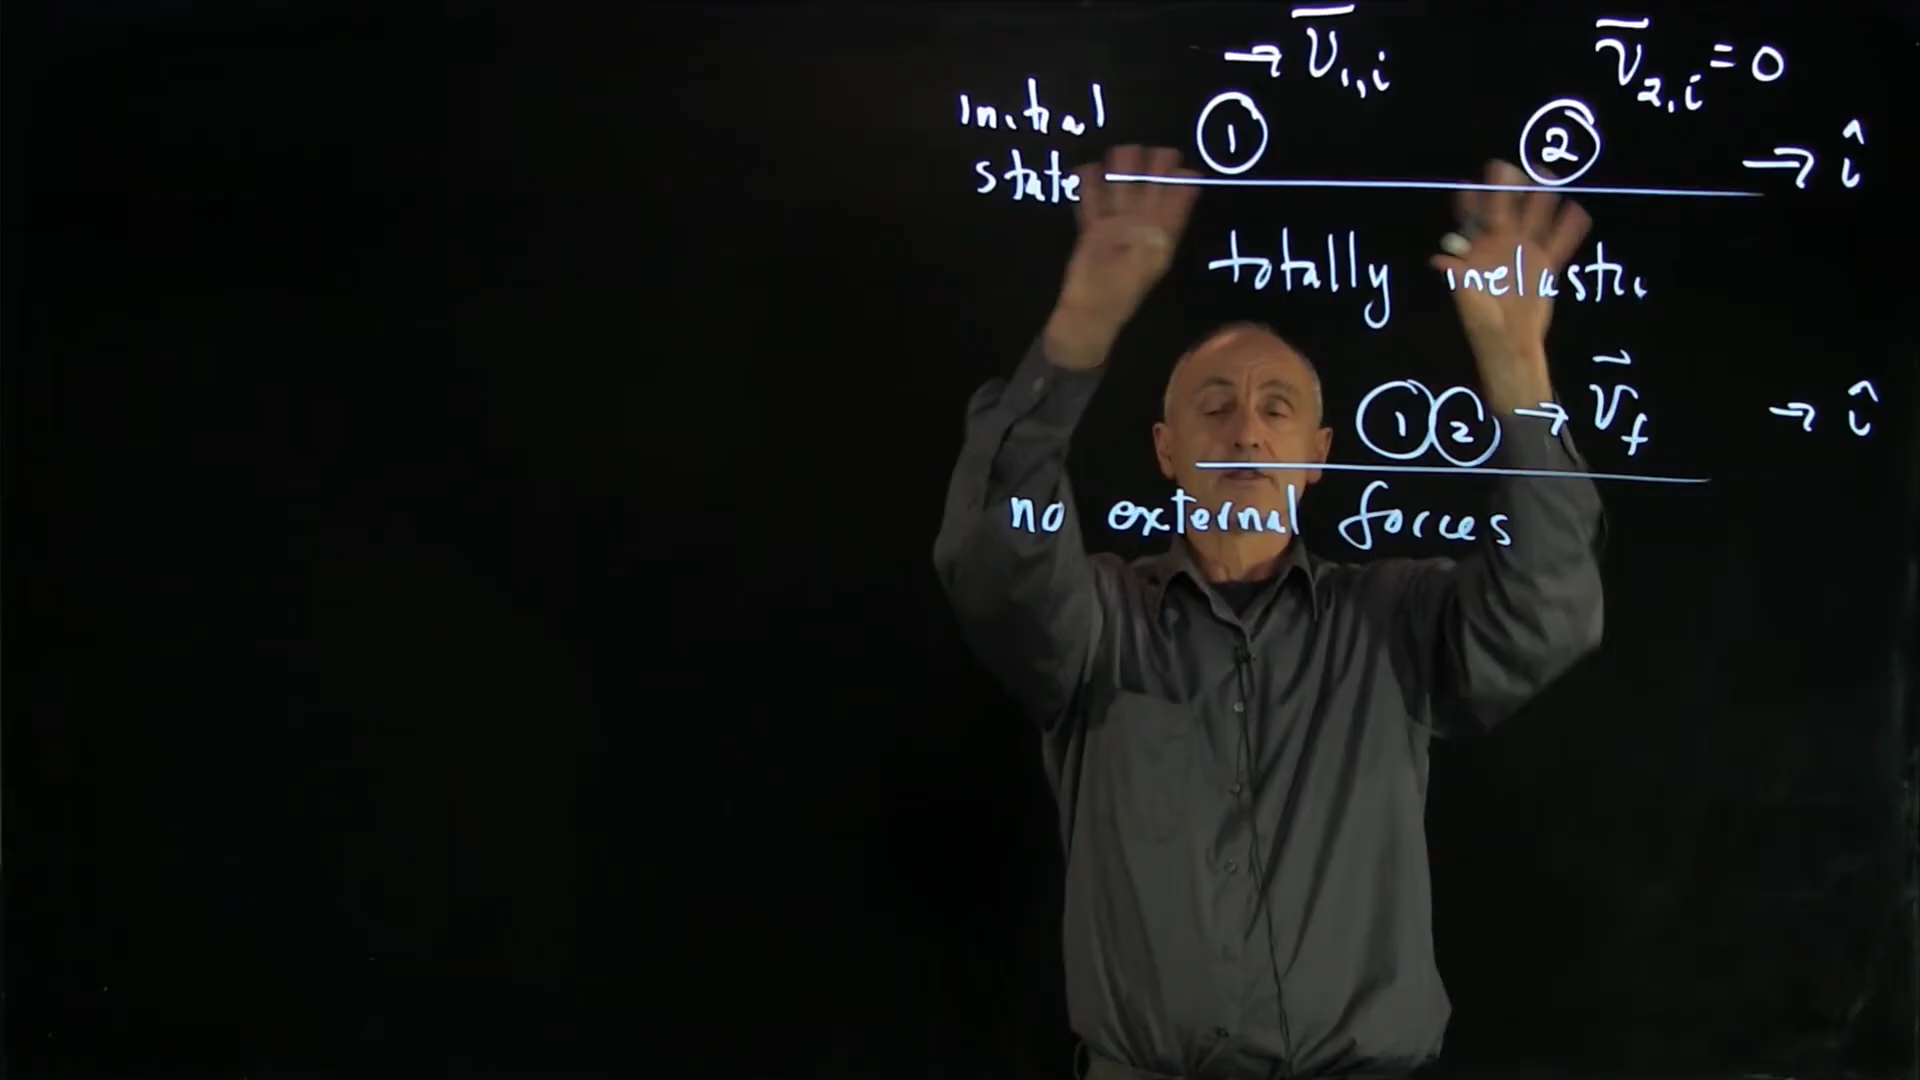 → v̅₁,ᵢ v̅₂,ᵢ = 0
initial
state
1 2 → î
totally inelastic
1 2 → v⃗f → î
no external forces